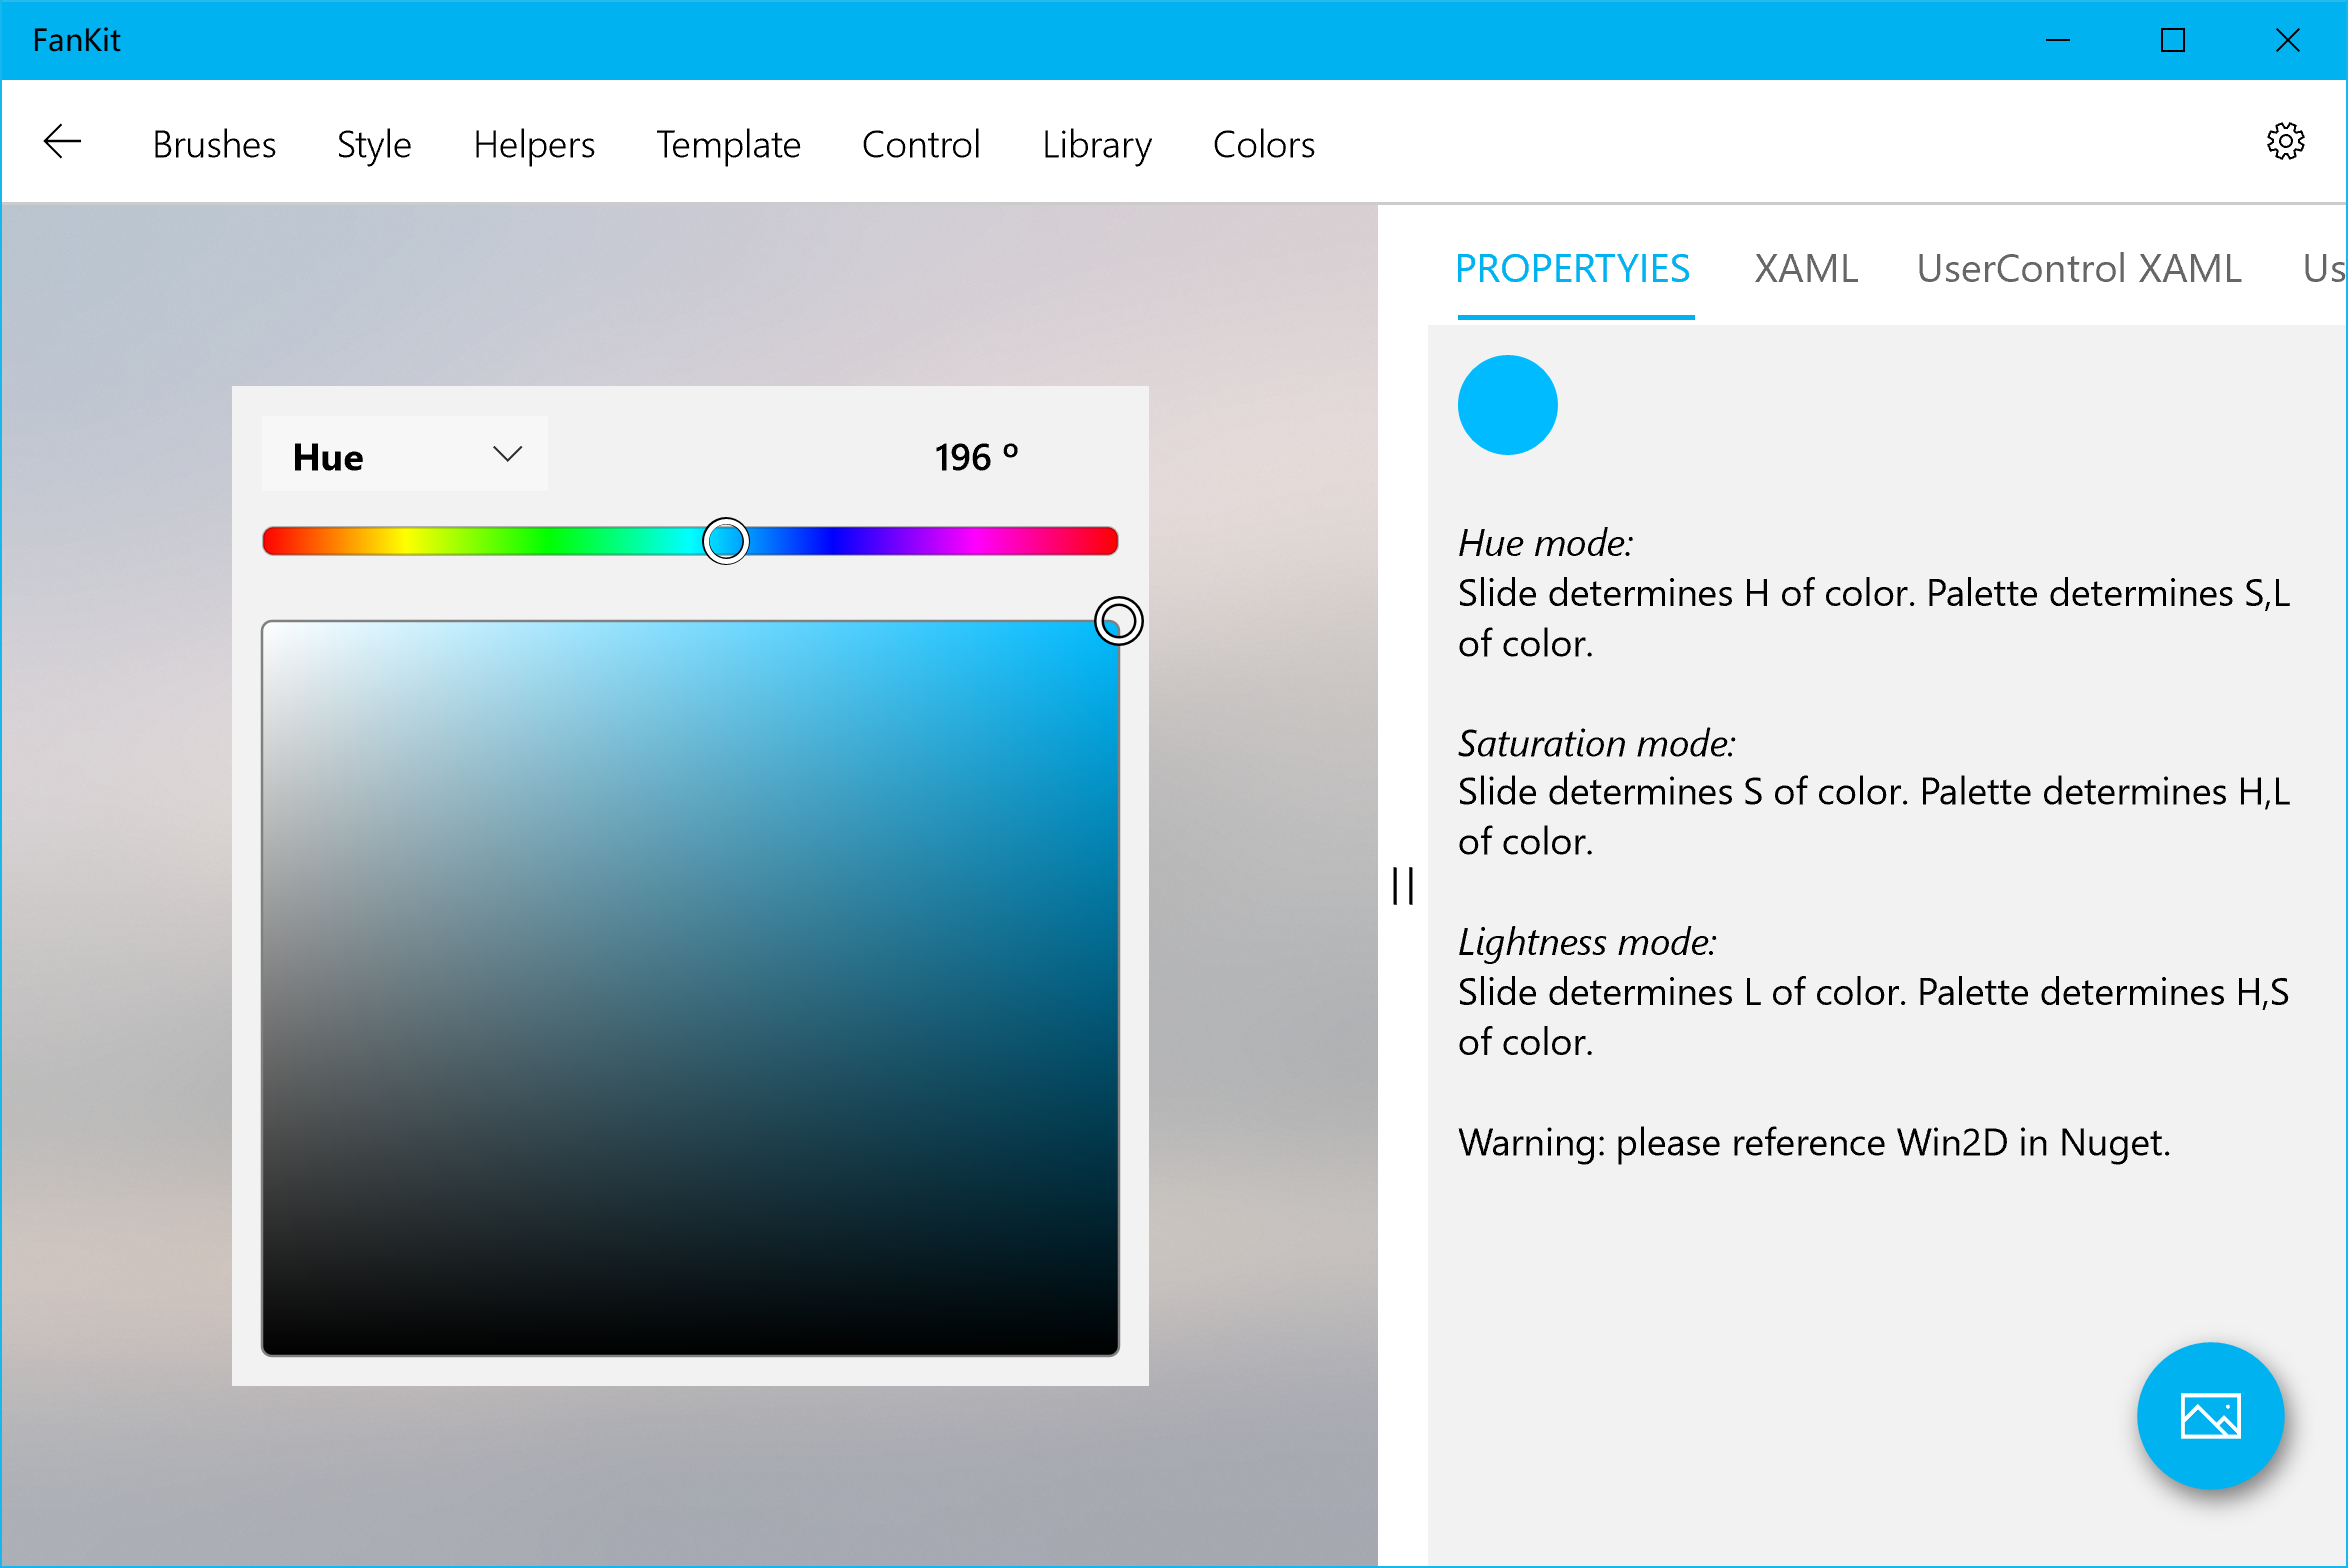 FanKit
Brushes Style Helpers Template Control Library Colors
PROPERTYIES XAML UserControl XAML Us
Hue 196 º
Hue mode:
Slide determines H of color. Palette determines S,L
of color.
Saturation mode:
Slide determines S of color. Palette determines H,L
of color.
Lightness mode:
Slide determines L of color. Palette determines H,S
of color.
Warning: please reference Win2D in Nuget.